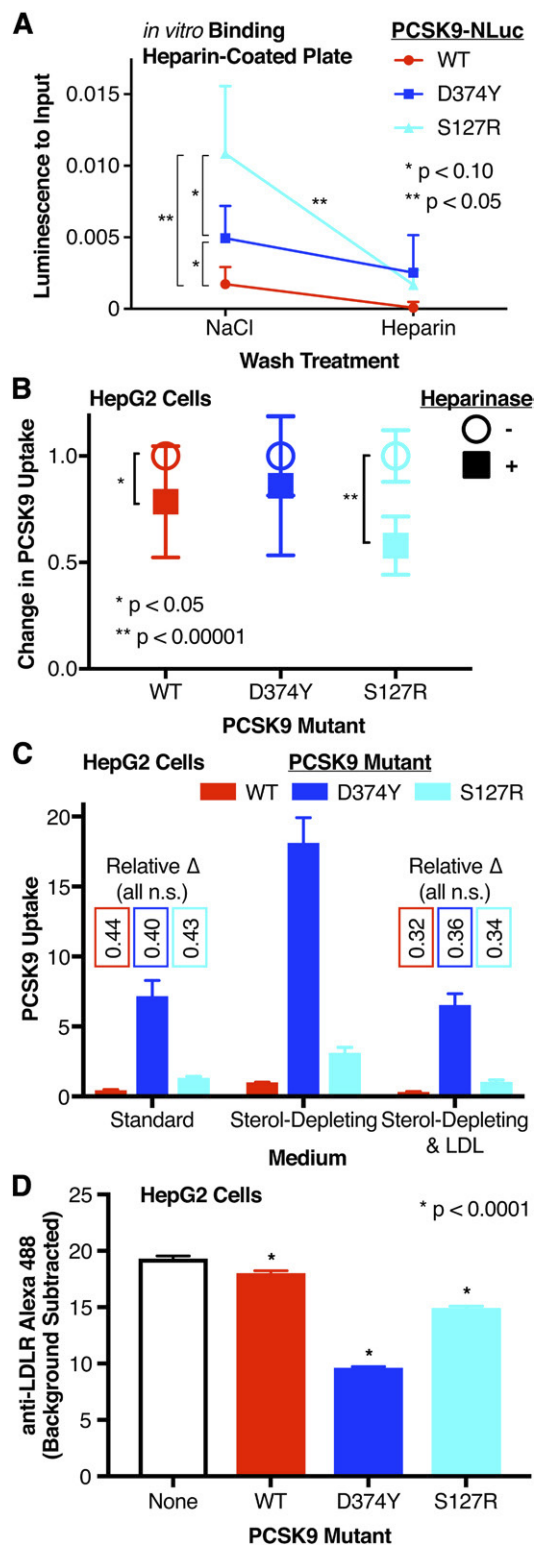 A
in vitro Binding
Heparin-Coated Plate
PCSK9-NLuc
WT
D374Y
S127R
* p < 0.10
** p < 0.05
Luminescence to Input
0.015
0.010
0.005
0
**
*
*
**
NaCl
Heparin
Wash Treatment
B
HepG2 Cells
Heparinase
-
+
Change in PCSK9 Uptake
1.0
0.5
0.0
*
**
* p < 0.05
** p < 0.00001
WT
D374Y
S127R
PCSK9 Mutant
C
HepG2 Cells
PCSK9 Mutant
WT
D374Y
S127R
PCSK9 Uptake
20
15
10
5
0
Relative Δ
(all n.s.)
0.44
0.40
0.43
Relative Δ
(all n.s.)
0.32
0.36
0.34
Standard
Sterol-Depleting
Sterol-Depleting
& LDL
Medium
D
HepG2 Cells
* p < 0.0001
anti-LDLR Alexa 488
(Background Subtracted)
25
20
15
10
5
0
*
*
*
None
WT
D374Y
S127R
PCSK9 Mutant